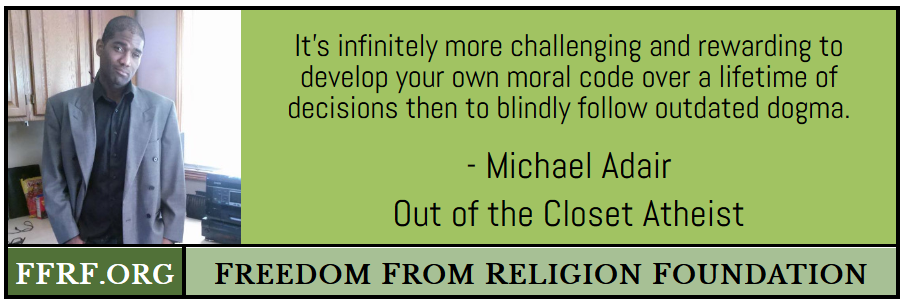 It's infinitely more challenging and rewarding to
develop your own moral code over a lifetime of
decisions then to blindly follow outdated dogma.
- Michael Adair
Out of the Closet Atheist
FFRF.ORG
FREEDOM FROM RELIGION FOUNDATION